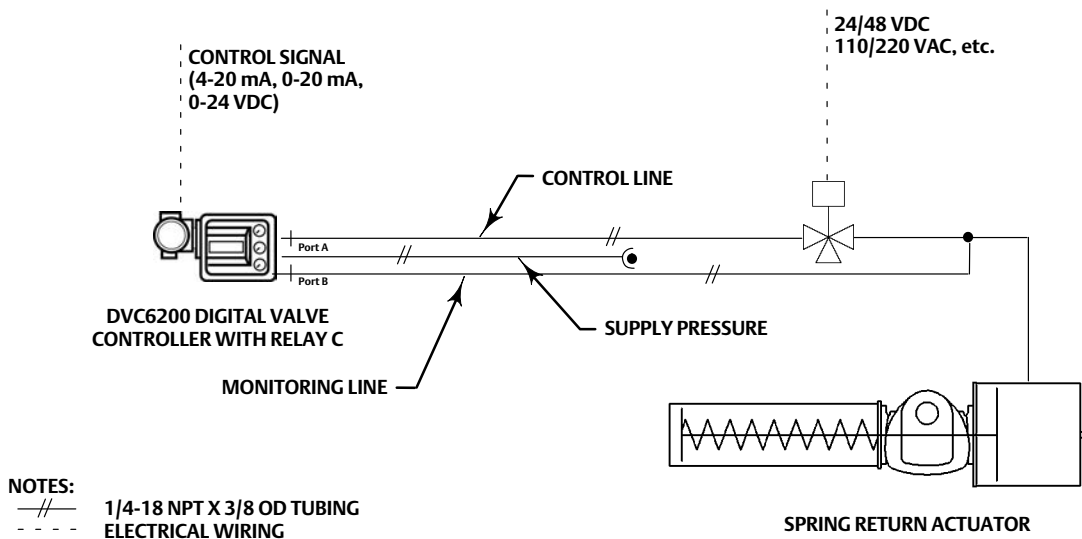 24/48 VDC
110/220 VAC, etc.
CONTROL SIGNAL
(4-20 mA, 0-20 mA,
0-24 VDC)
CONTROL LINE
Port A
Port B
DVC6200 DIGITAL VALVE
CONTROLLER WITH RELAY C
SUPPLY PRESSURE
MONITORING LINE
NOTES:
1/4-18 NPT X 3/8 OD TUBING
ELECTRICAL WIRING
SPRING RETURN ACTUATOR